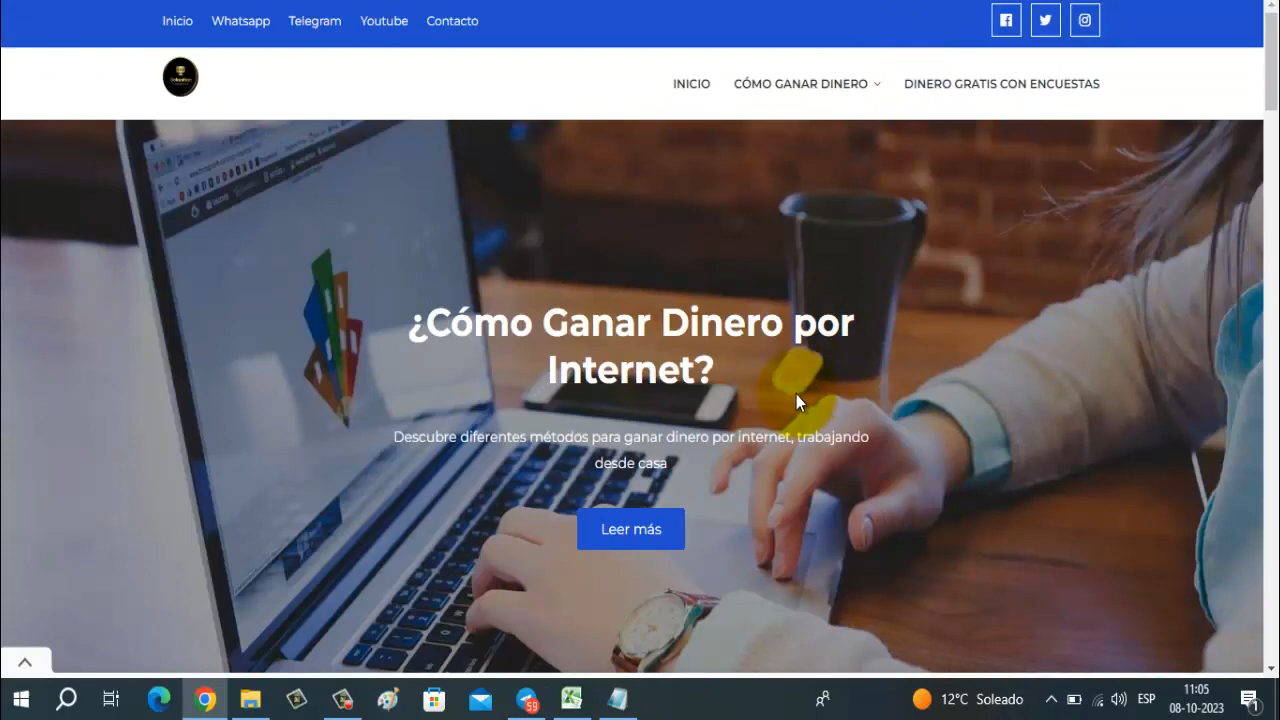 Inicio Whatsapp Telegram Youtube Contacto
INICIO CÓMO GANAR DINERO DINERO GRATIS CON ENCUESTAS
¿Cómo Ganar Dinero por
Internet?
Descubre diferentes métodos para ganar dinero por internet, trabajando
desde casa
Leer más
59
12°C Soleado
ESP
11:05
08-10-2023
1